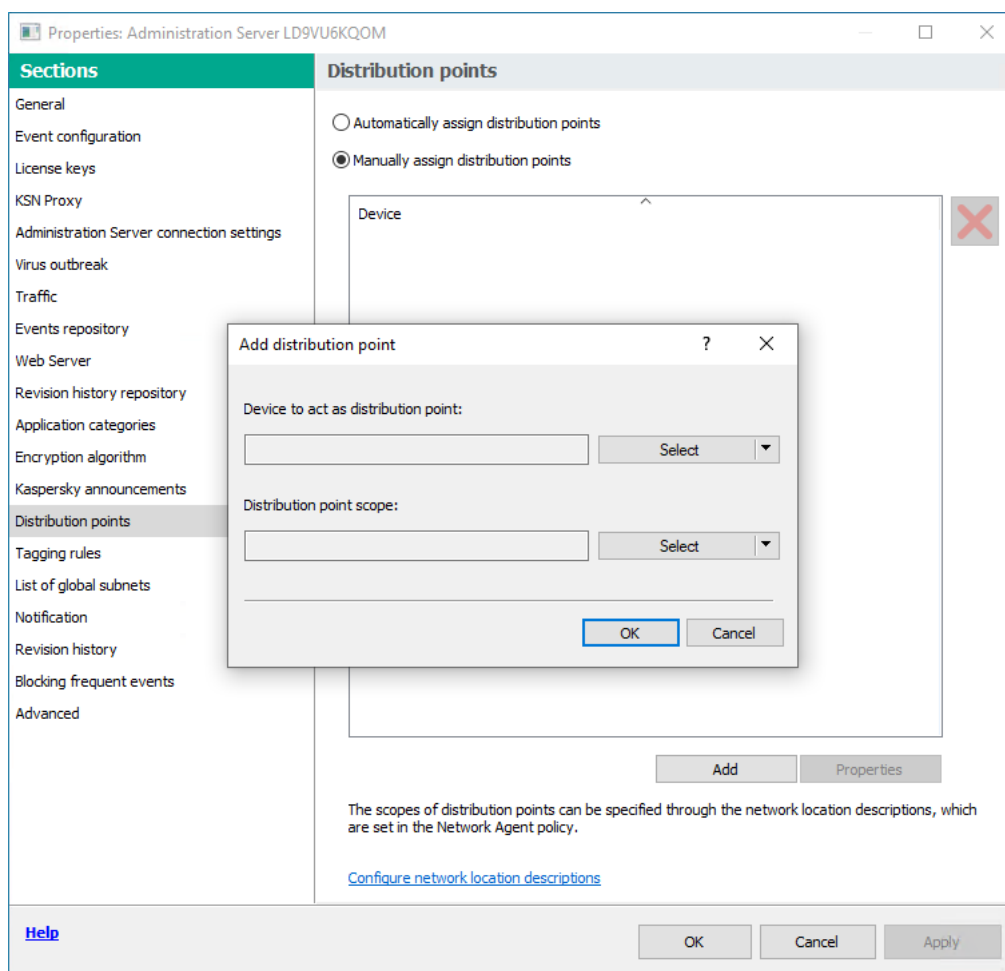 Properties: Administration Server LD9VU6KQOM
Sections
General
Event configuration
License keys
KSN Proxy
Administration Server connection settings
Virus outbreak
Traffic
Events repository
Web Server
Revision history repository
Application categories
Encryption algorithm
Kaspersky announcements
Distribution points
Tagging rules
List of global subnets
Notification
Revision history
Blocking frequent events
Advanced
Distribution points
Automatically assign distribution points
Manually assign distribution points
Device
Add distribution point
?
Device to act as distribution point:
Select
Distribution point scope:
Select
OK Cancel
Add Properties
The scopes of distribution points can be specified through the network location descriptions, which
are set in the Network Agent policy.
Configure network location descriptions
Help
OK Cancel Apply